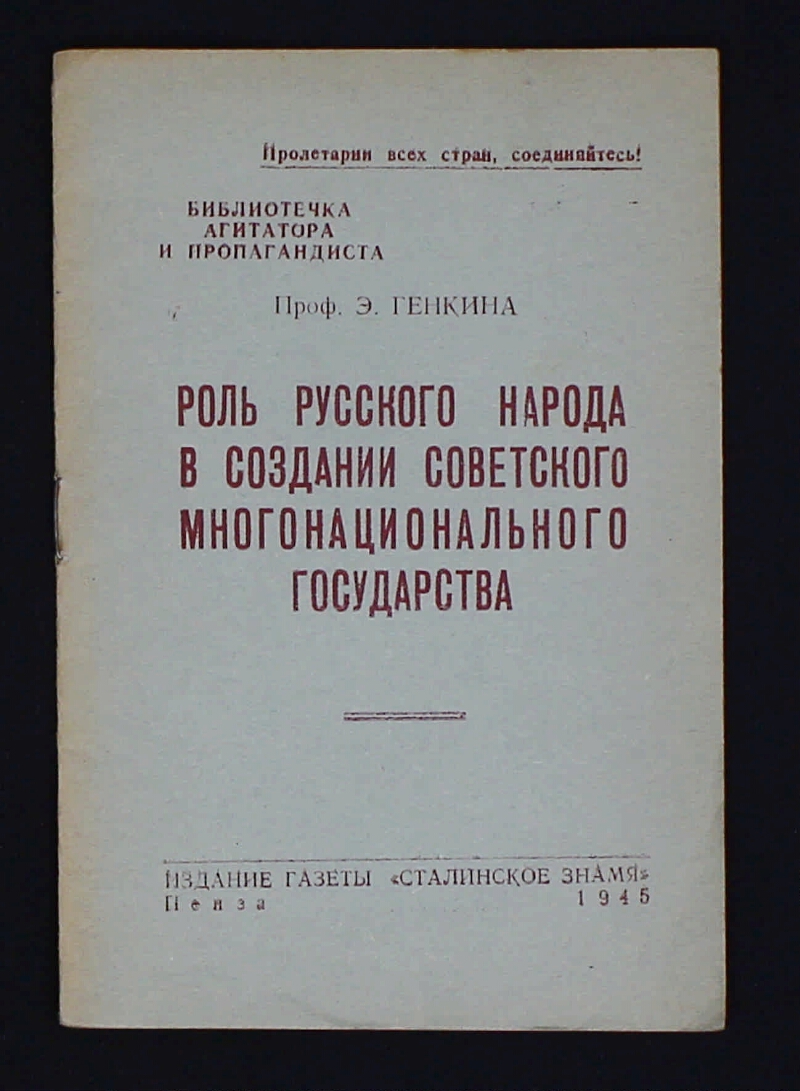 Пролетарии всех стран, соединяйтесь!
БИБЛИОТЕЧКА
АГИТАТОРА
И ПРОПАГАНДИСТА
Проф. Э. ГЕНКИНА
РОЛЬ РУССКОГО НАРОДА
В СОЗДАНИИ СОВЕТСКОГО
МНОГОНАЦИОНАЛЬНОГО
ГОСУДАРСТВА
ИЗДАНИЕ ГАЗЕТЫ «СТАЛИНСКОЕ ЗНАМЯ»
Пенза 1945